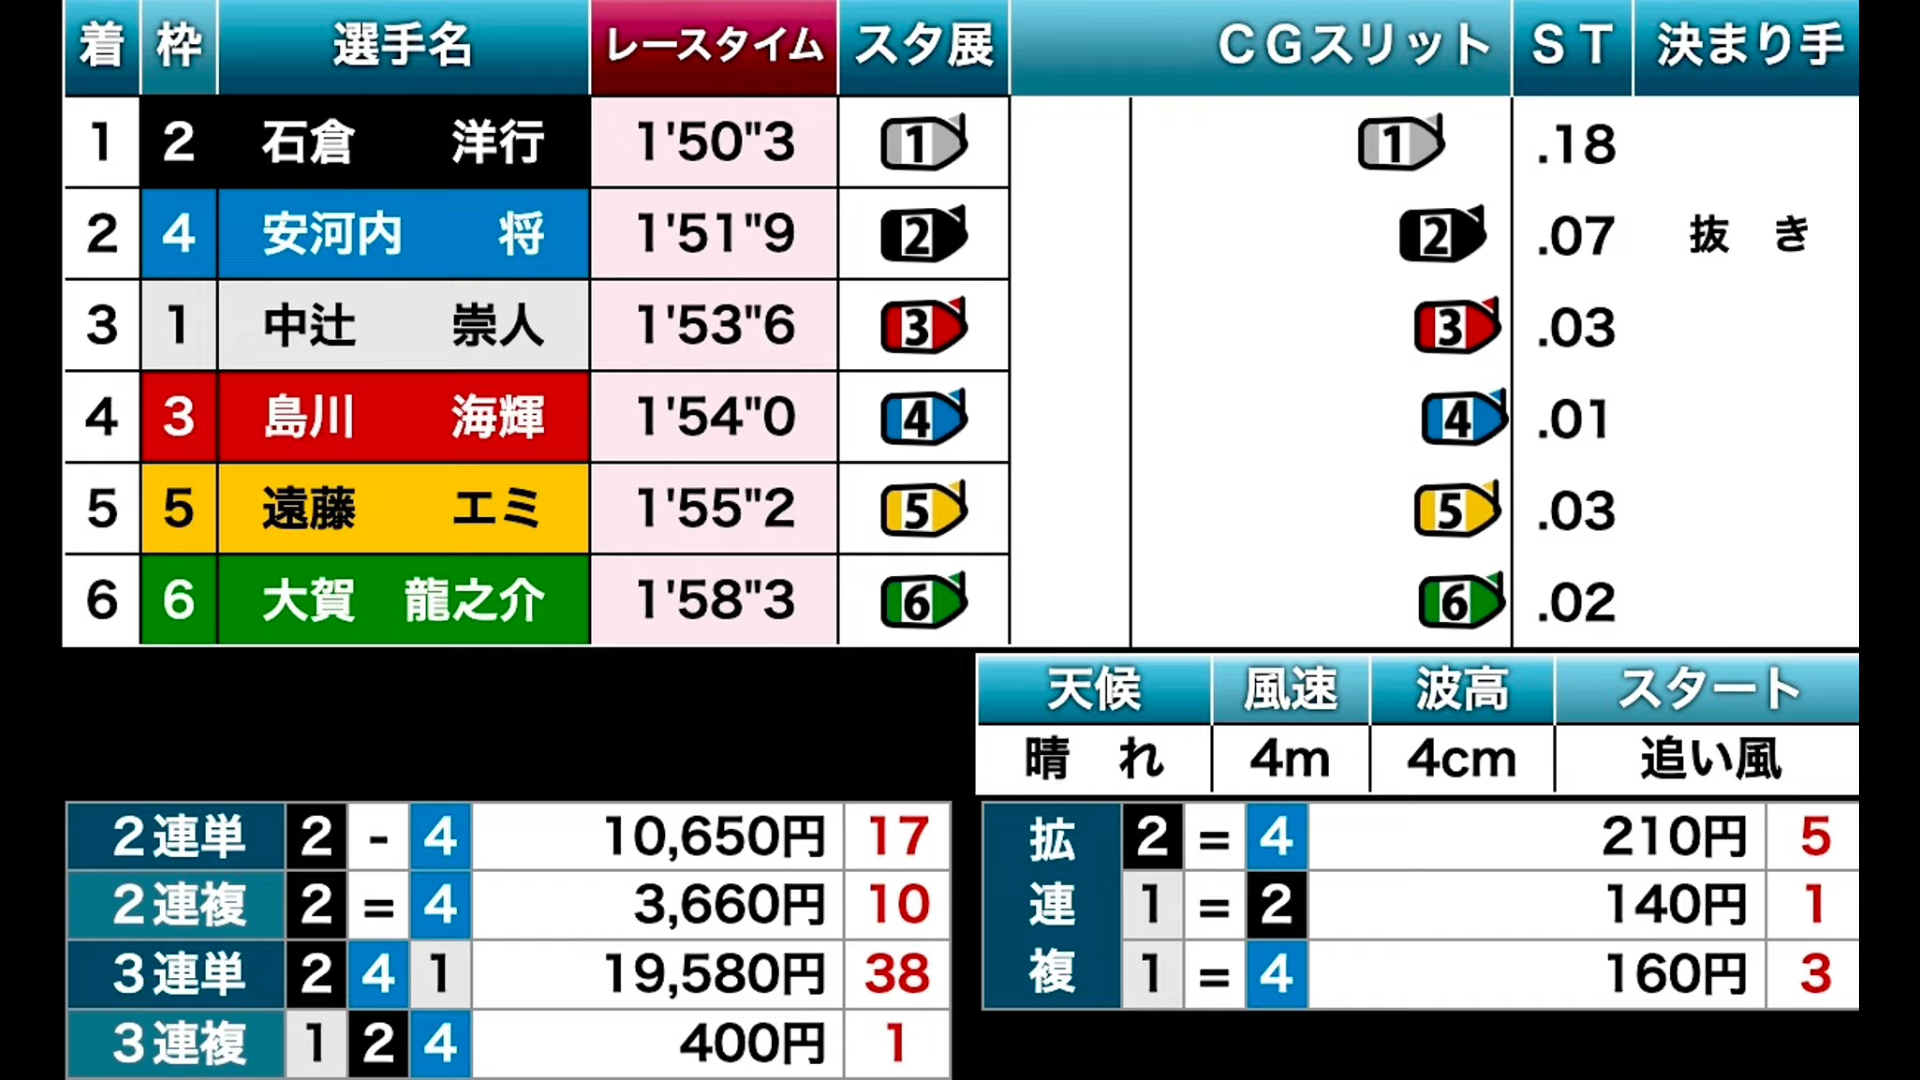 着 枠 選手名 レースタイム スタ展 CGスリット ST 決まり手
1 2 石倉 洋行 1'50"3 1 1 .18
2 4 安河内 将 1'51"9 2 2 .07 抜き
3 1 中辻 崇人 1'53"6 3 3 .03
4 3 島川 海輝 1'54"0 4 4 .01
5 5 遠藤 エミ 1'55"2 5 5 .03
6 6 大賀 龍之介 1'58"3 6 6 .02
天候 風速 波高 スタート
晴れ 4m 4cm 追い風
2連単 2 - 4 10,650円 17
2連複 2 = 4 3,660円 10
3連単 2 4 1 19,580円 38
3連複 1 2 4 400円 1
拡連複
2 = 4 210円 5
1 = 2 140円 1
1 = 4 160円 3